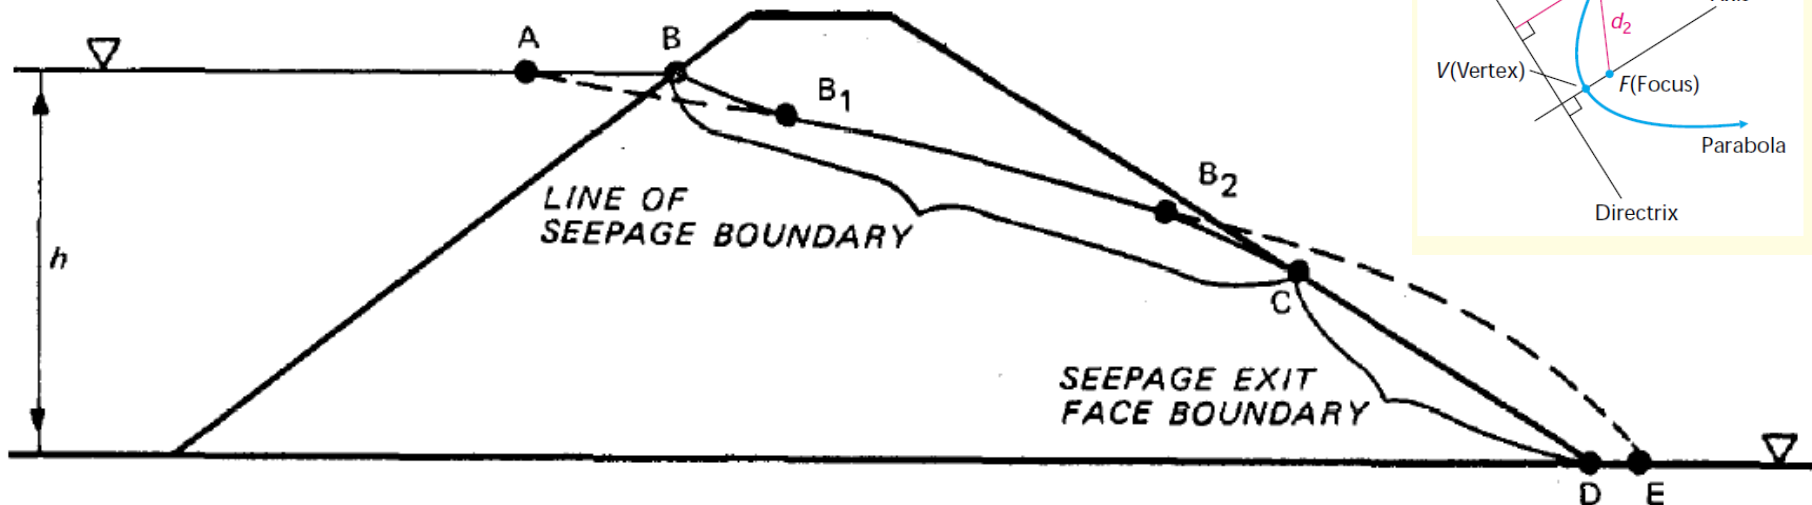 A
B
B1
B2
LINE OF
SEEPAGE BOUNDARY
h
C
SEEPAGE EXIT
FACE BOUNDARY
D
E
d2
V(Vertex)
F(Focus)
Parabola
Directrix